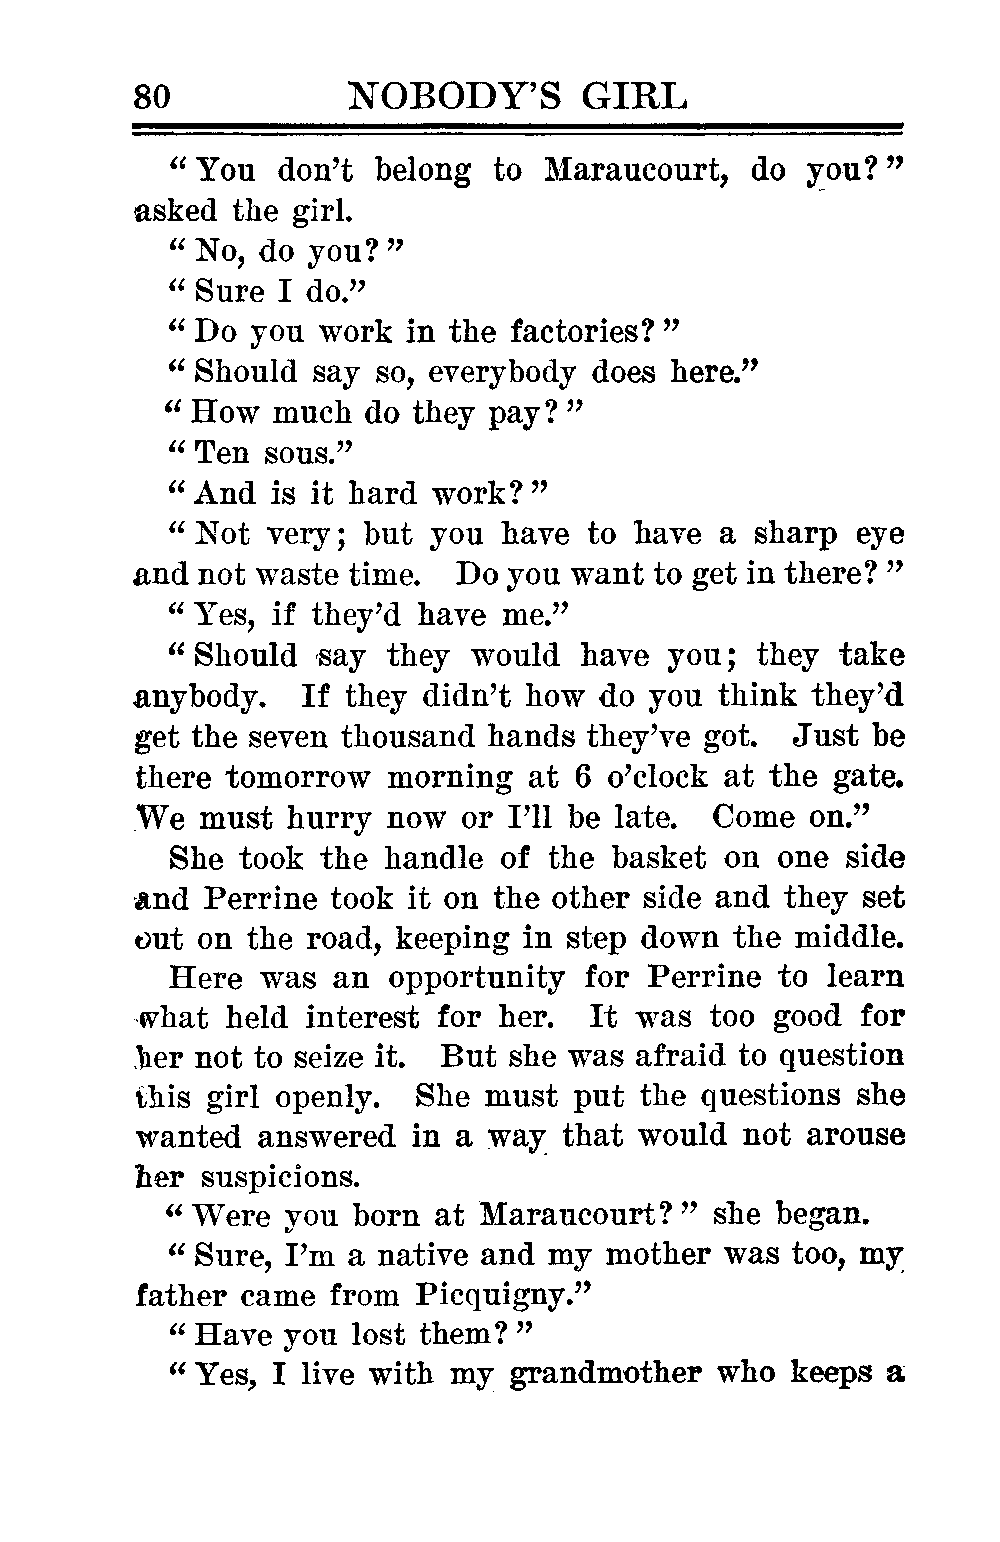 80 NOBODY'S GIRL
" You don't belong to Maraucourt, do you? "
asked the girl.
" No, do you? "
" Sure I do."
" Do you work in the factories? "
" Should say so, everybody does here."
" How much do they pay? "
" Ten sous."
" And is it hard work? "
" Not very; but you have to have a sharp eye
and not waste time. Do you want to get in there? "
" Yes, if they'd have me."
" Should say they would have you; they take
anybody. If they didn't how do you think they'd
get the seven thousand hands they've got. Just be
there tomorrow morning at 6 o'clock at the gate.
We must hurry now or I'll be late. Come on."
She took the handle of the basket on one side
and Perrine took it on the other side and they set
out on the road, keeping in step down the middle.
Here was an opportunity for Perrine to learn
what held interest for her. It was too good for
her not to seize it. But she was afraid to question
this girl openly. She must put the questions she
wanted answered in a way that would not arouse
her suspicions.
" Were you born at Maraucourt? " she began.
" Sure, I'm a native and my mother was too, my
father came from Picquigny."
" Have you lost them? "
" Yes, I live with my grandmother who keeps a